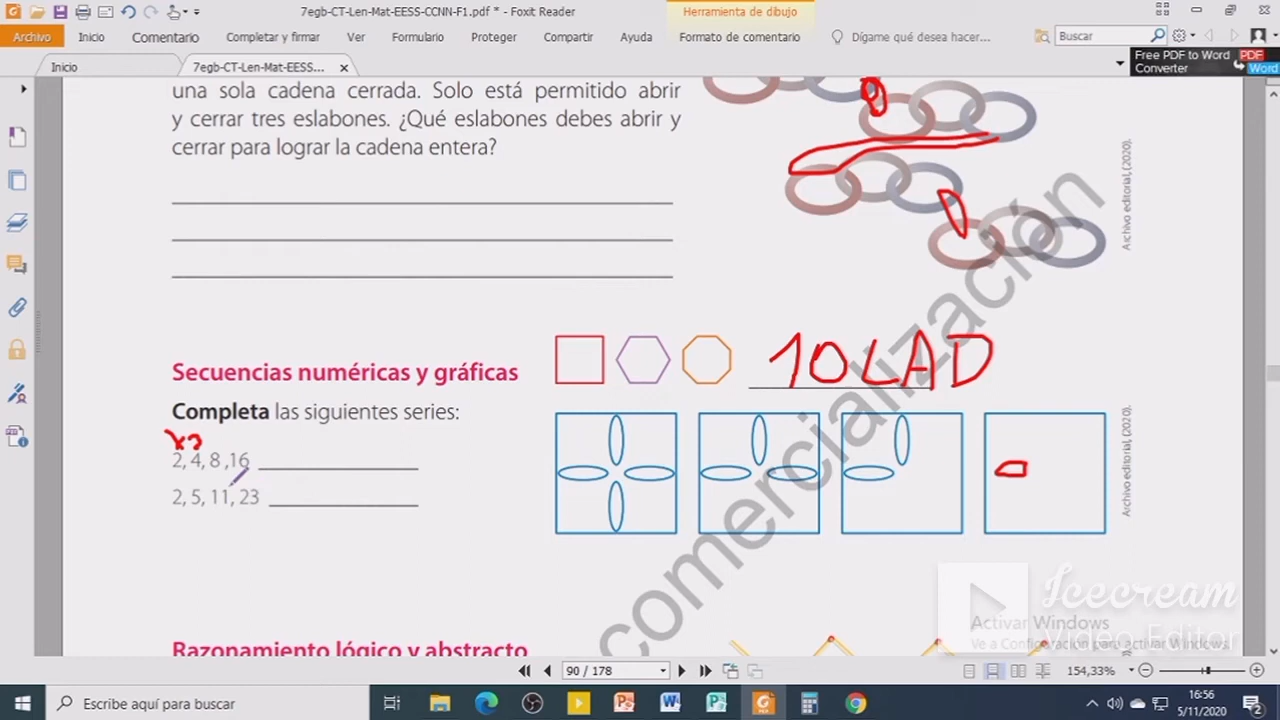 7egb-CT-Len-Mat-EESS-CCNN-F1.pdf * - Foxit Reader
Herramienta de dibujo
Archivo
Inicio
Comentario
Completar y firmar
Ver
Formulario
Proteger
Compartir
Ayuda
Formato de comentario
Dígame qué desea hacer...
Buscar
Inicio
7egb-CT-Len-Mat-EESS-...
Free PDF to Word
Converter
PDF
Word
una sola cadena cerrada. Solo está permitido abrir
y cerrar tres eslabones. ¿Qué eslabones debes abrir y
cerrar para lograr la cadena entera?
Archivo editorial, (2020).
comercialización
10 LAD
Secuencias numéricas y gráficas
Completa las siguientes series:
2, 4, 8 ,16
2, 5, 11, 23
Archivo editorial, (2020).
Icecream
Video Editor
Activar Windows
Ve a Configuración para activar Windows.
Razonamiento lógico y abstracto
90 / 178
154,33%
Escribe aquí para buscar
16:56
5/11/2020
2